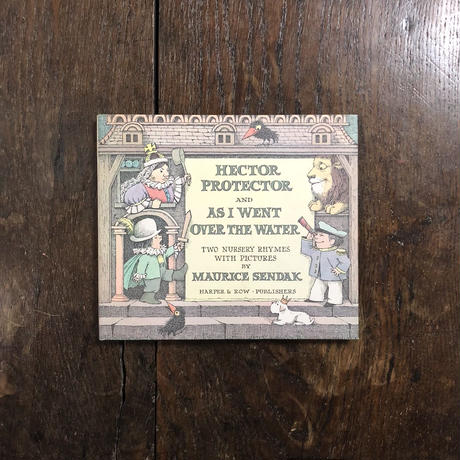 HECTOR
PROTECTOR
AND
AS I WENT
OVER THE WATER
TWO NURSERY RHYMES
WITH PICTURES
BY
MAURICE SENDAK
HARPER & ROW · PUBLISHERS